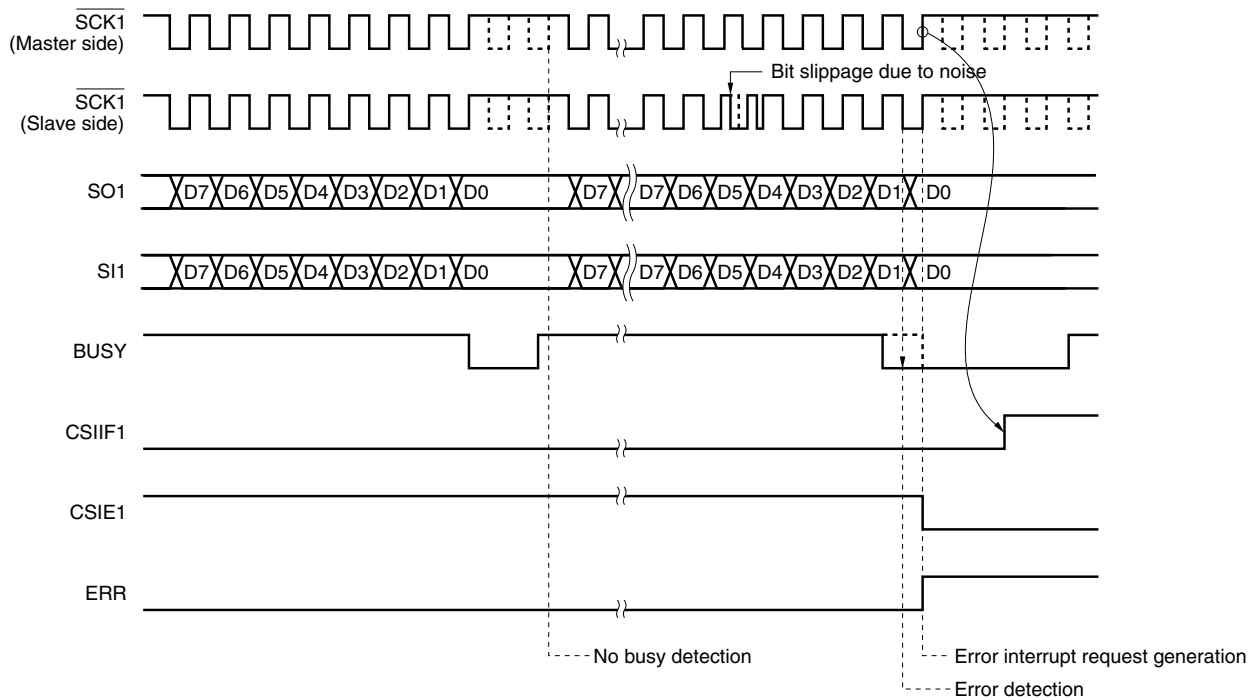 SCK1
(Master side)
Bit slippage due to noise
SCK1
(Slave side)
SO1 D7 D6 D5 D4 D3 D2 D1 D0 D7 D7 D6 D5 D4 D3 D2 D1 D0
SI1 D7 D6 D5 D4 D3 D2 D1 D0 D7 D7 D6 D5 D4 D3 D2 D1 D0
BUSY
CSIIF1
CSIE1
ERR
No busy detection
Error interrupt request generation
Error detection